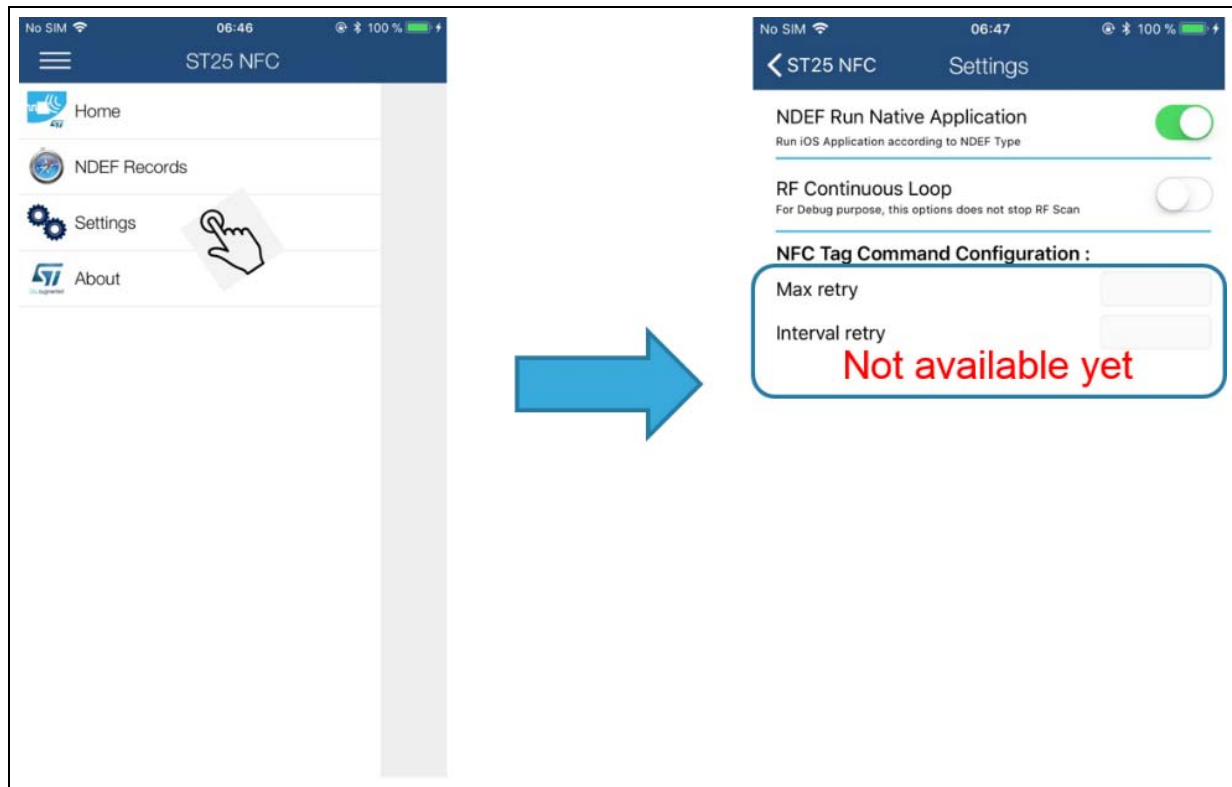 No SIM 06:46 100 %
ST25 NFC
Home
NDEF Records
Settings
About
No SIM 06:47 100 %
ST25 NFC Settings
NDEF Run Native Application
Run iOS Application according to NDEF Type
RF Continuous Loop
For Debug purpose, this options does not stop RF Scan
NFC Tag Command Configuration :
Max retry
Interval retry
Not available yet